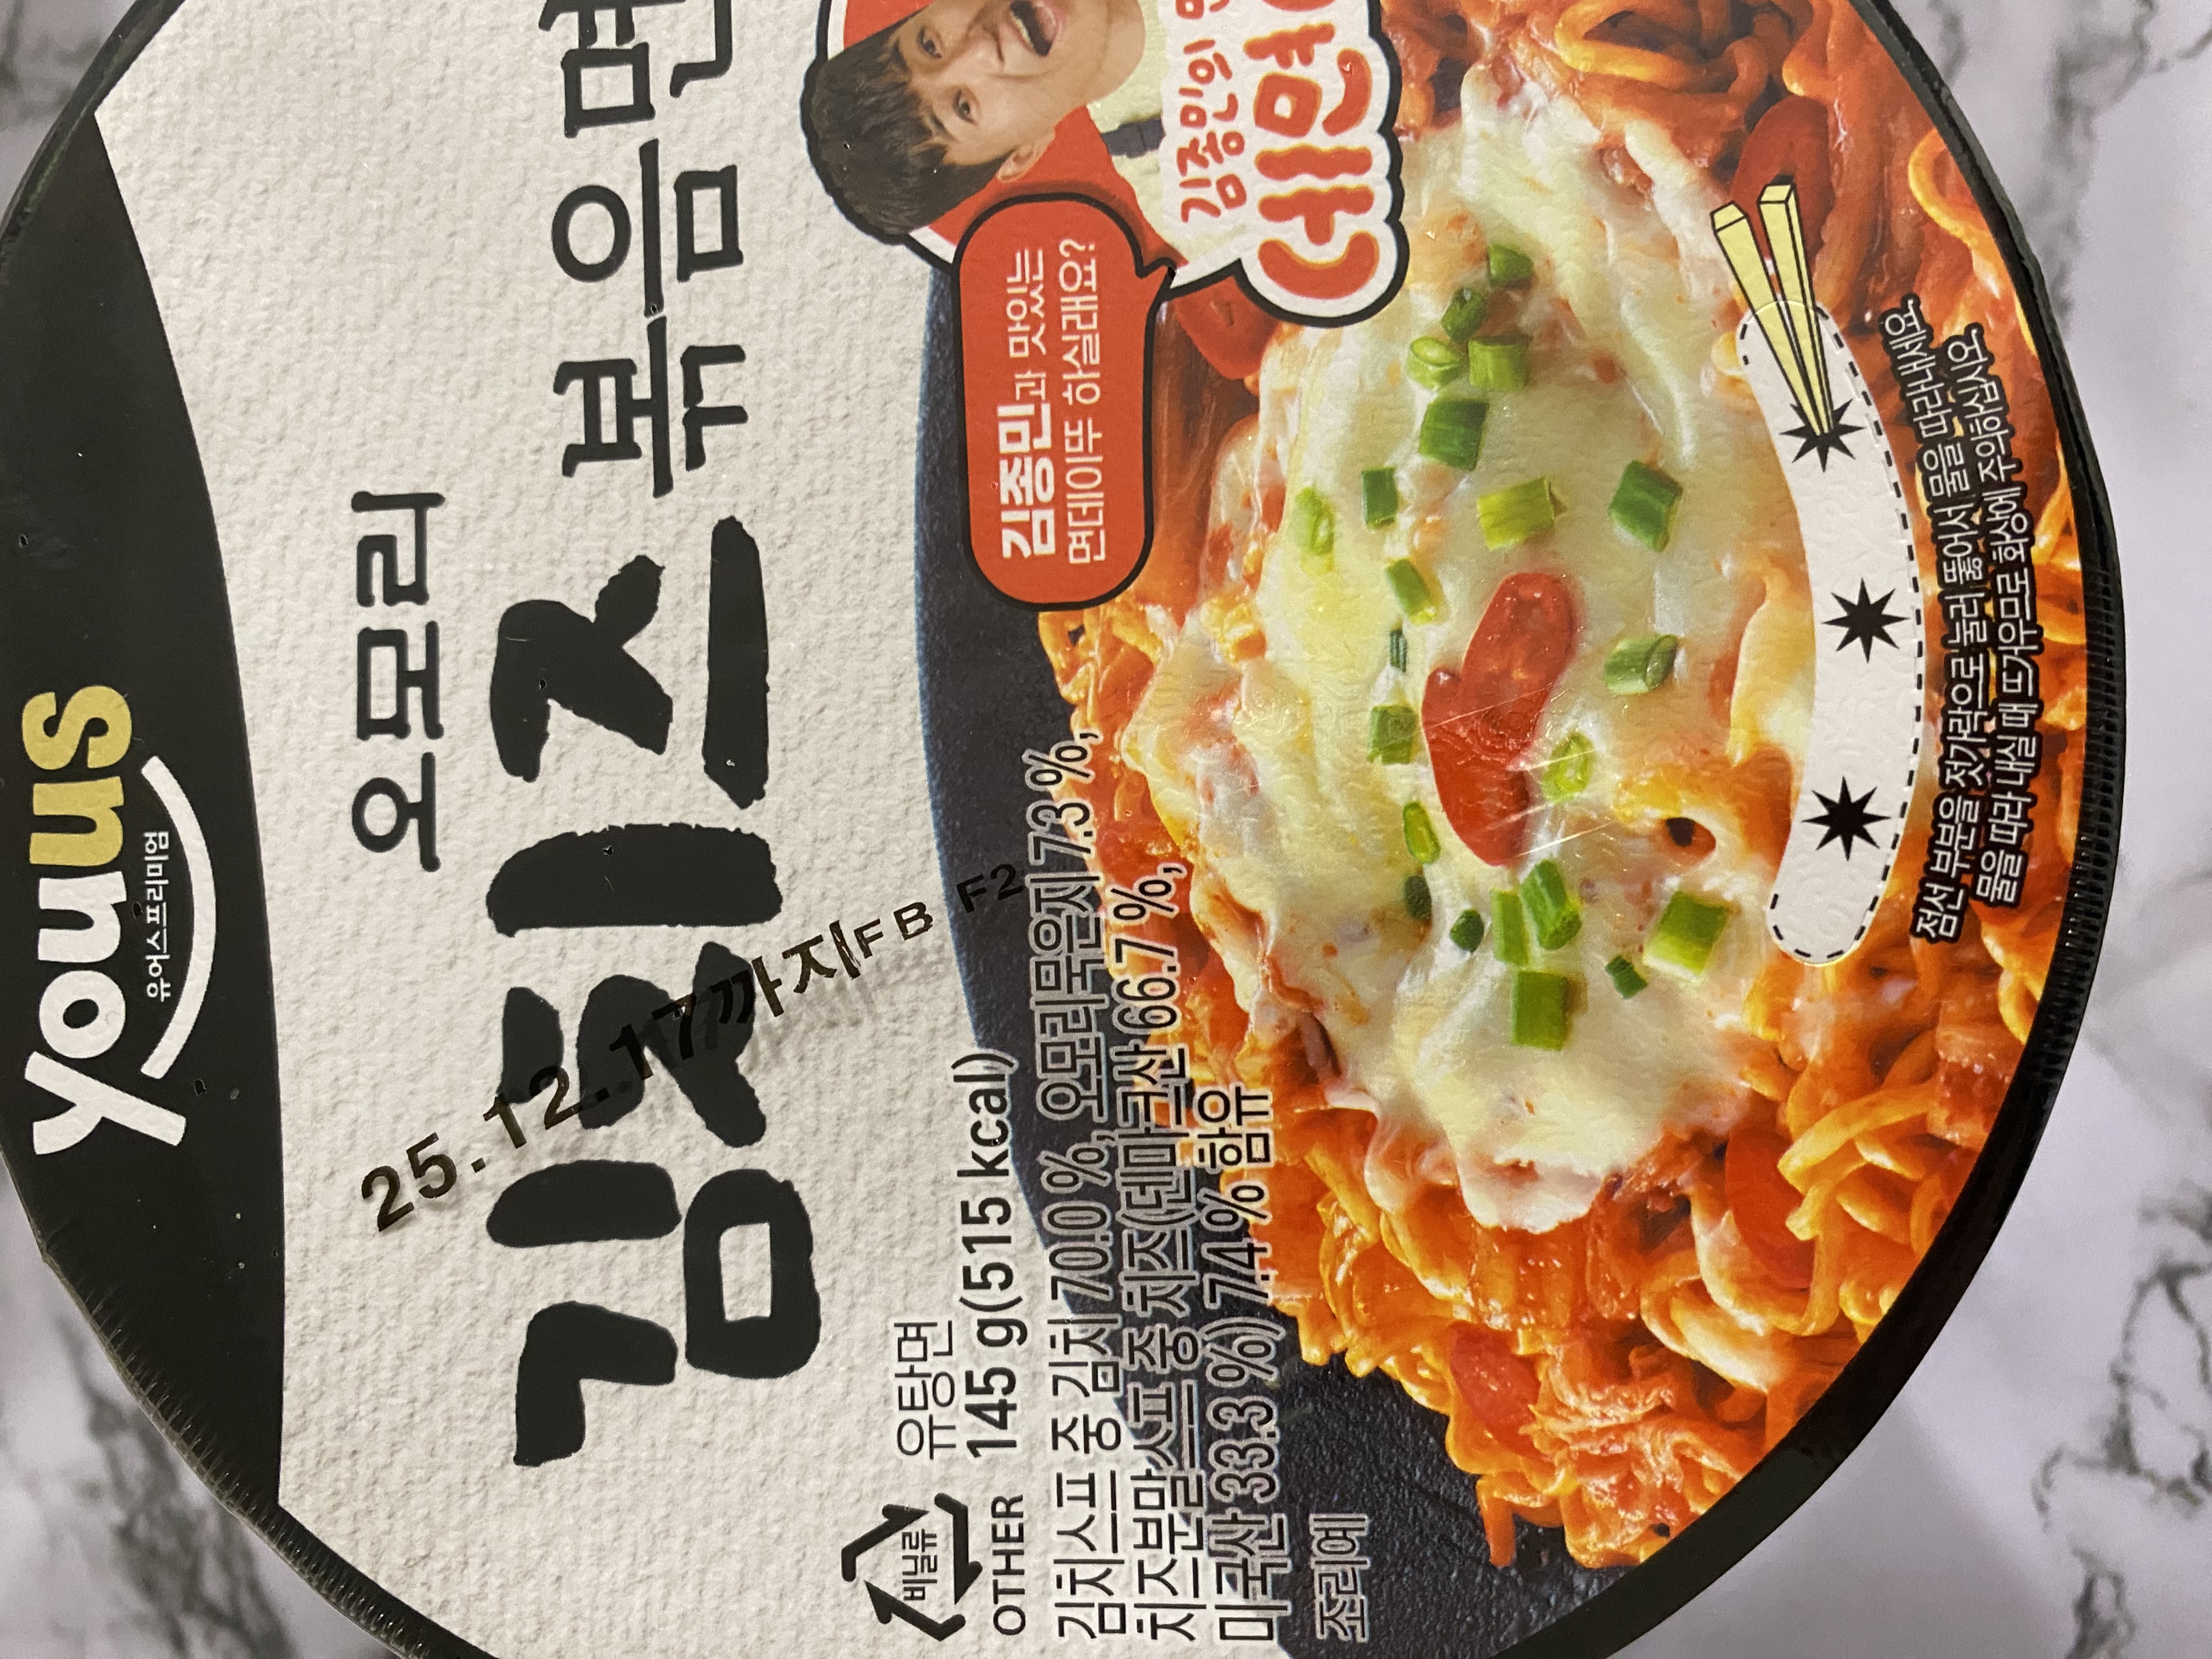 youus
유어스프리미엄
오모리
김치즈 볶음면
25.12.17까지FB F2
김종민과 맛있는
면데이뚜 하실래요?
김종민의 면
세면
비닐류
OTHER
유탕면
145 g(515 kcal)
김치스프 중 김치 70.0 %, 오모리묵은지 7.3 %,
치즈분말스프 중 치즈(덴마크산 66.7 %,
미국산 33.3 %) 7.4 % 함유
조리예
점선 부분을 젓가락으로 눌러 뚫어서 물을 따라내세요.
물을 따라 내실 때 뜨거우므로 화상에 주의하십시오